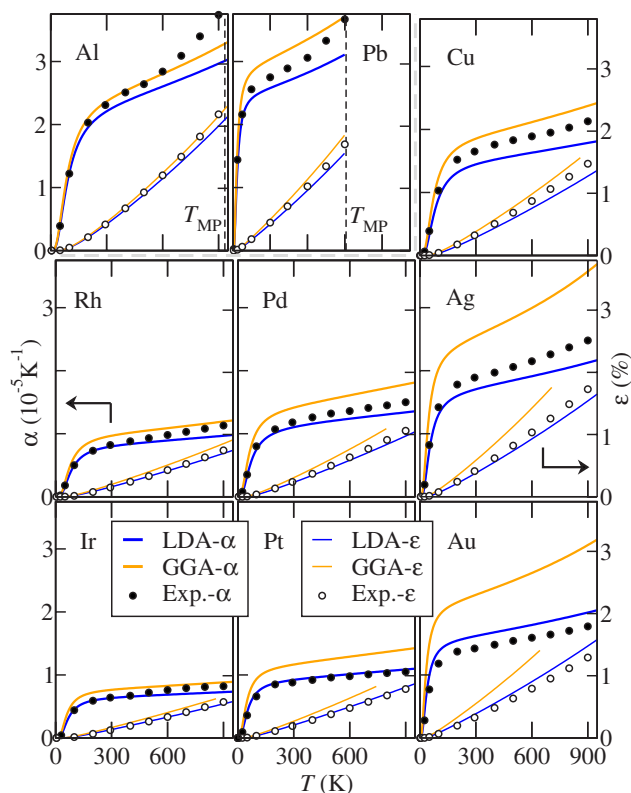 Al
Pb
Cu
3
2
1
0
T_MP
T_MP
3
2
1
0
Rh
Pd
Ag
α (10⁻⁵K⁻¹)
3
2
1
0
3
2
1
0
ε (%)
Ir
Pt
Au
LDA-α
GGA-α
Exp.-α
LDA-ε
GGA-ε
Exp.-ε
3
2
1
0
3
2
1
0
0 300 600
0 300 600
0 300 600 900
T (K)